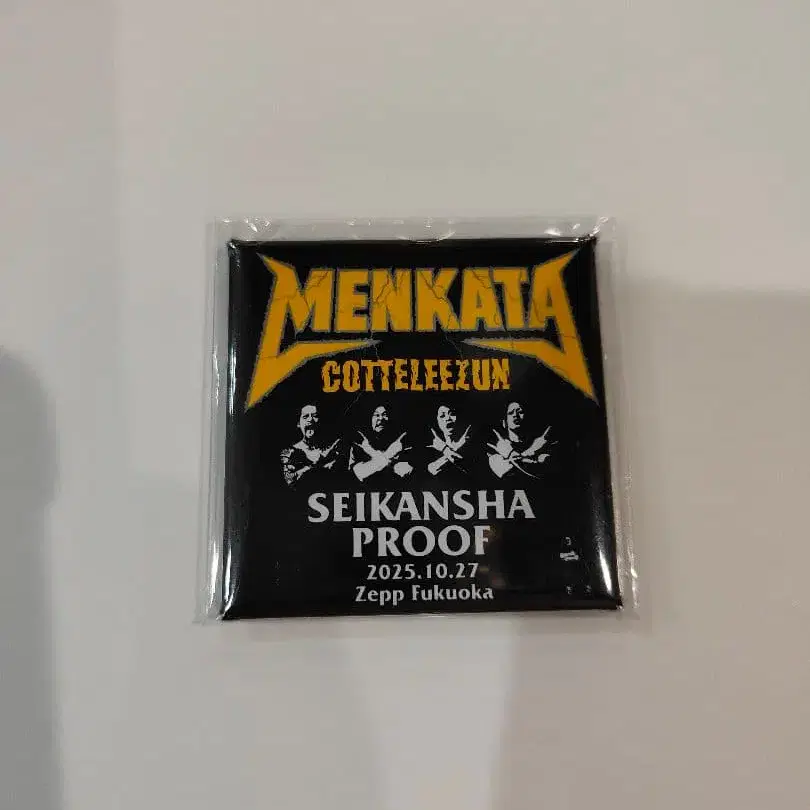 MENKATA
COTTELEEZUN
SEIKANSHA
PROOF
2025.10.27
Zepp Fukuoka